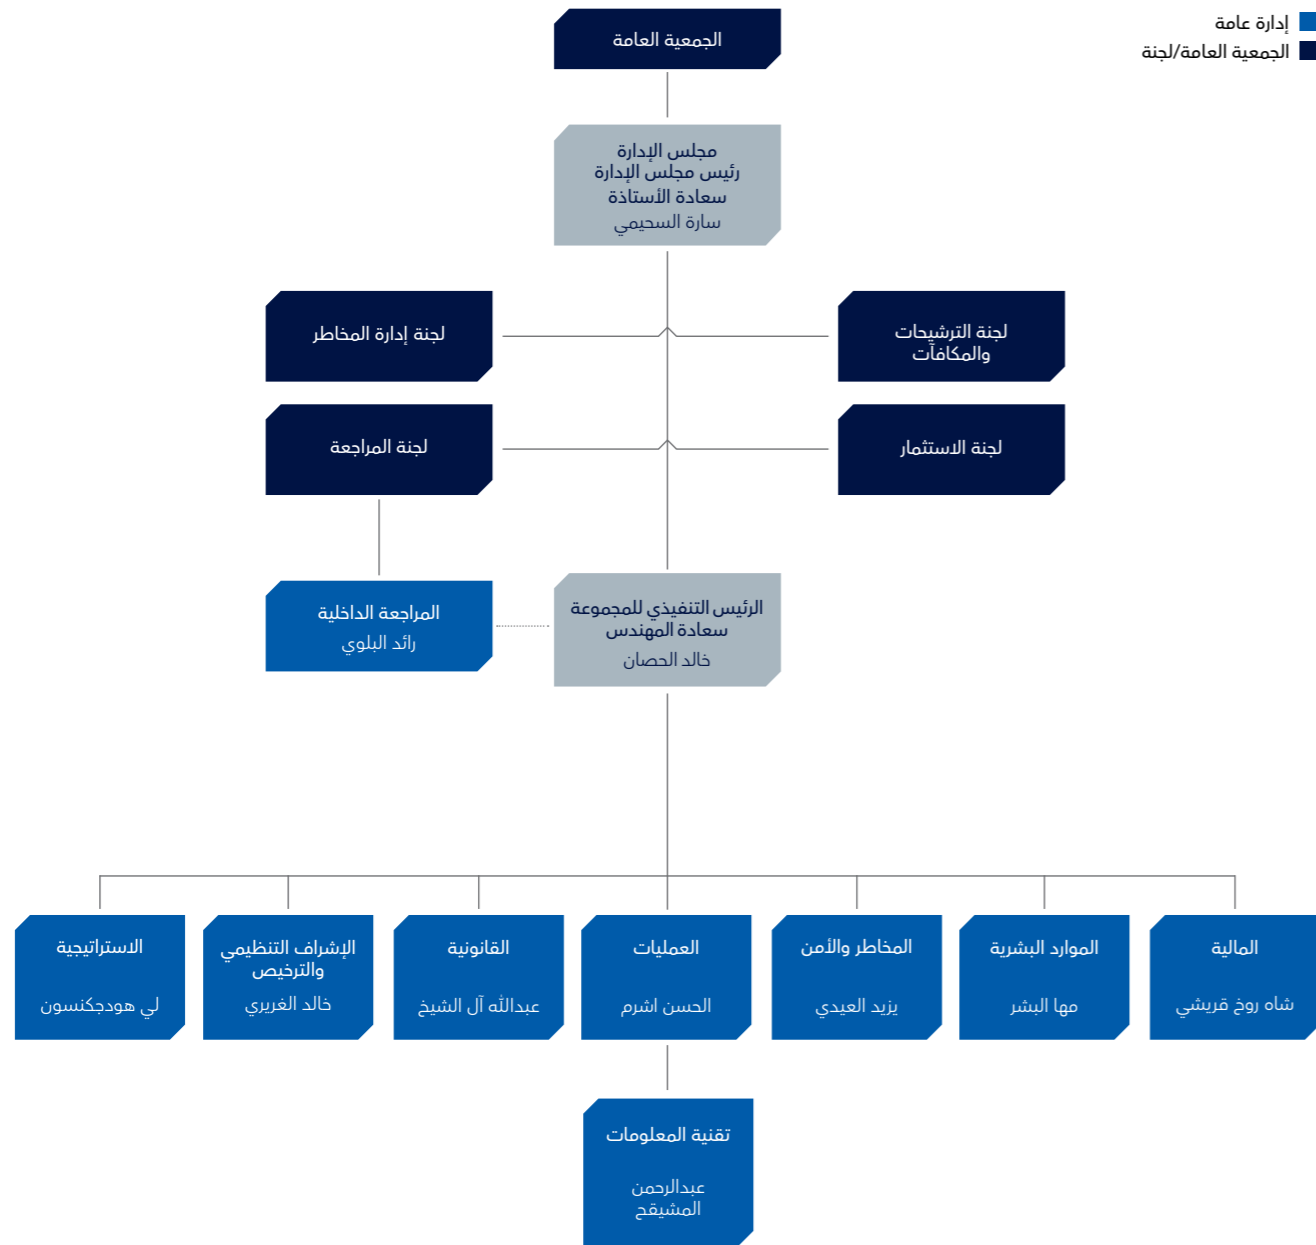 إدارة عامة
الجمعية العامة/لجنة
الجمعية العامة
مجلس الإدارة
رئيس مجلس الإدارة
سعادة الأستاذة
سارة السحيمي
لجنة الترشيحات
والمكافآت
لجنة إدارة المخاطر
لجنة الاستثمار
لجنة المراجعة
الرئيس التنفيذي للمجموعة
سعادة المهندس
خالد الحصان
المراجعة الداخلية
رائد البلوي
المالية
شاه روخ قريشي
الموارد البشرية
مها البشر
المخاطر والأمن
يزيد العيدي
العمليات
الحسن اشرم
القانونية
عبدالله آل الشيخ
الإشراف التنظيمي
والترخيص
خالد الغريري
الاستراتيجية
لي هودجكنسون
تقنية المعلومات
عبدالرحمن
المشيقح